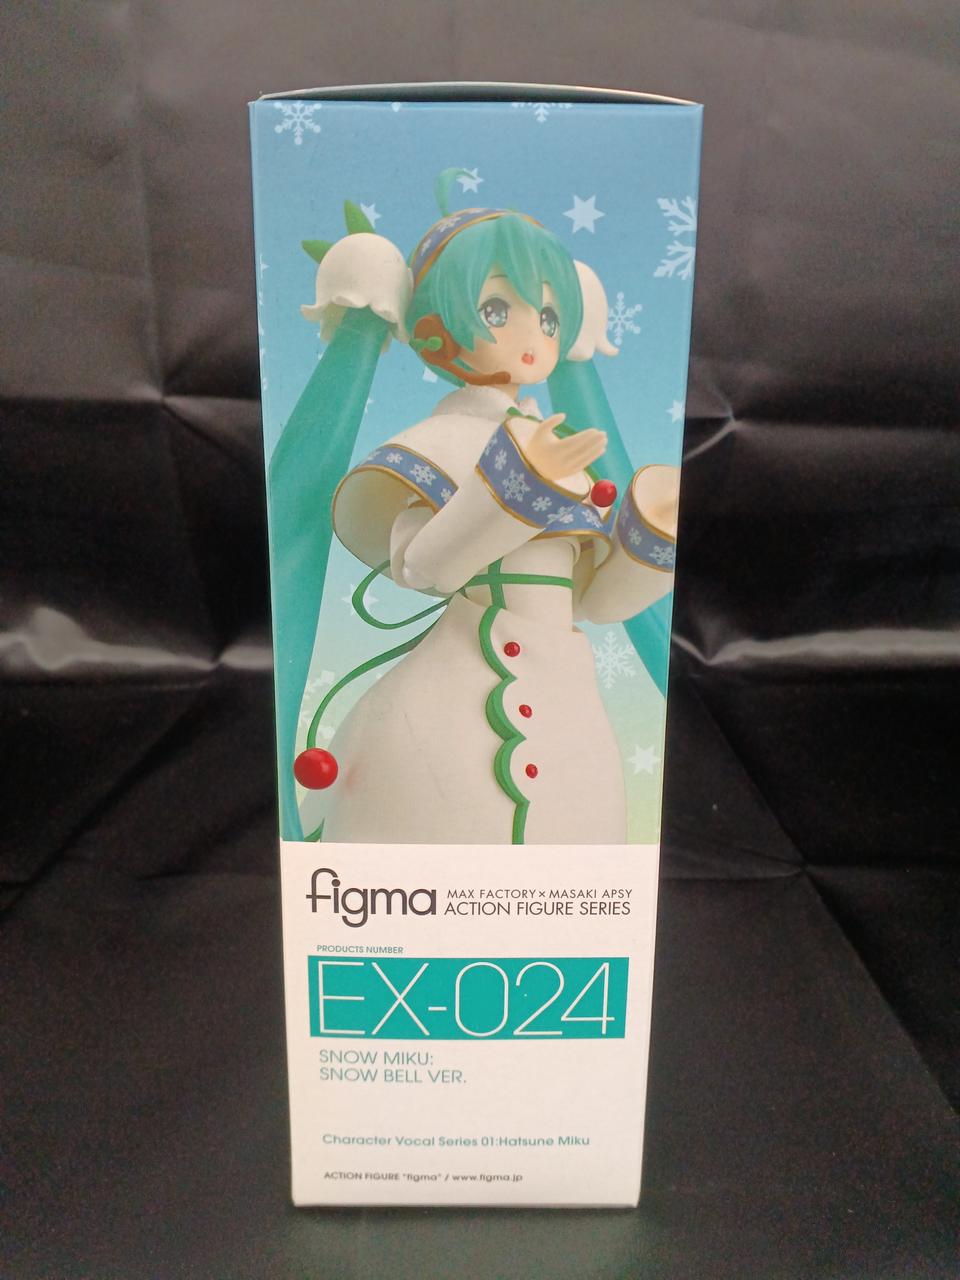 figma MAX FACTORY × MASAKI APSY
ACTION FIGURE SERIES
PRODUCTS NUMBER
EX-024
SNOW MIKU:
SNOW BELL VER.
Character Vocal Series 01:Hatsune Miku
ACTION FIGURE "figma" / www.figma.jp